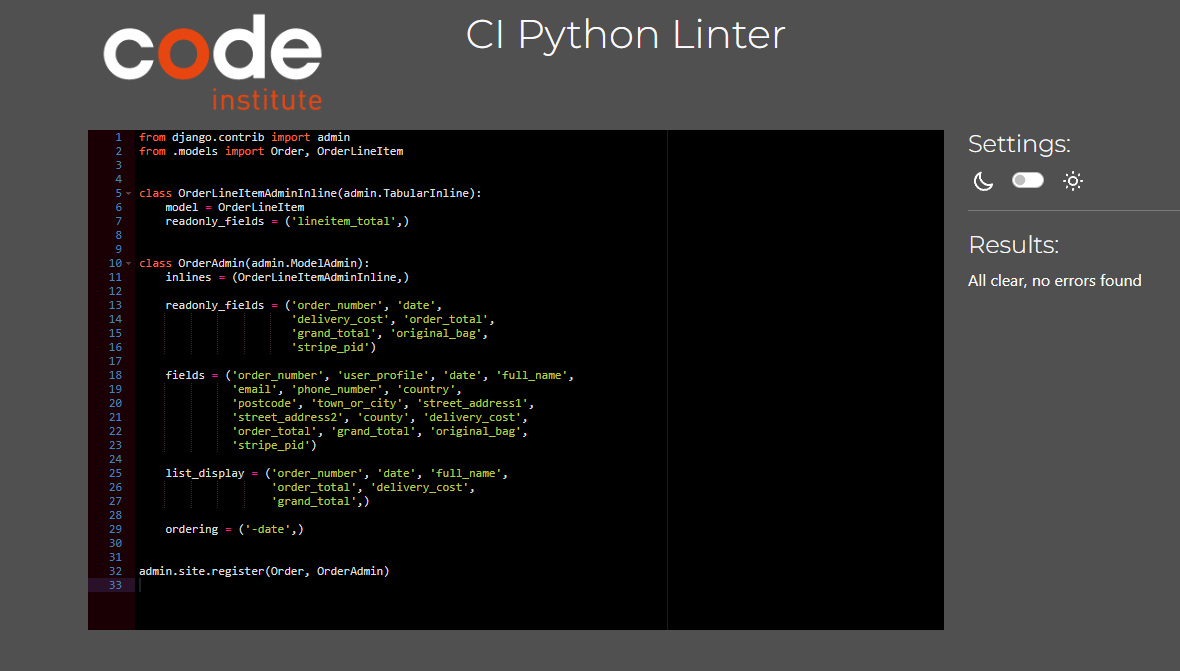 code
institute
CI Python Linter
1 from django.contrib import admin
2 from .models import Order, OrderLineItem
3
4
5 class OrderLineItemAdminInline(admin.TabularInline):
6     model = OrderLineItem
7     readonly_fields = ('lineitem_total',)
8
9
10 class OrderAdmin(admin.ModelAdmin):
11     inlines = (OrderLineItemAdminInline,)
12
13     readonly_fields = ('order_number', 'date',
14                        'delivery_cost', 'order_total',
15                        'grand_total', 'original_bag',
16                        'stripe_pid')
17
18     fields = ('order_number', 'user_profile', 'date', 'full_name',
19               'email', 'phone_number', 'country',
20               'postcode', 'town_or_city', 'street_address1',
21               'street_address2', 'county', 'delivery_cost',
22               'order_total', 'grand_total', 'original_bag',
23               'stripe_pid')
24
25     list_display = ('order_number', 'date', 'full_name',
26                     'order_total', 'delivery_cost',
27                     'grand_total',)
28
29     ordering = ('-date',)
30
31
32 admin.site.register(Order, OrderAdmin)
33
Settings:
Results:
All clear, no errors found